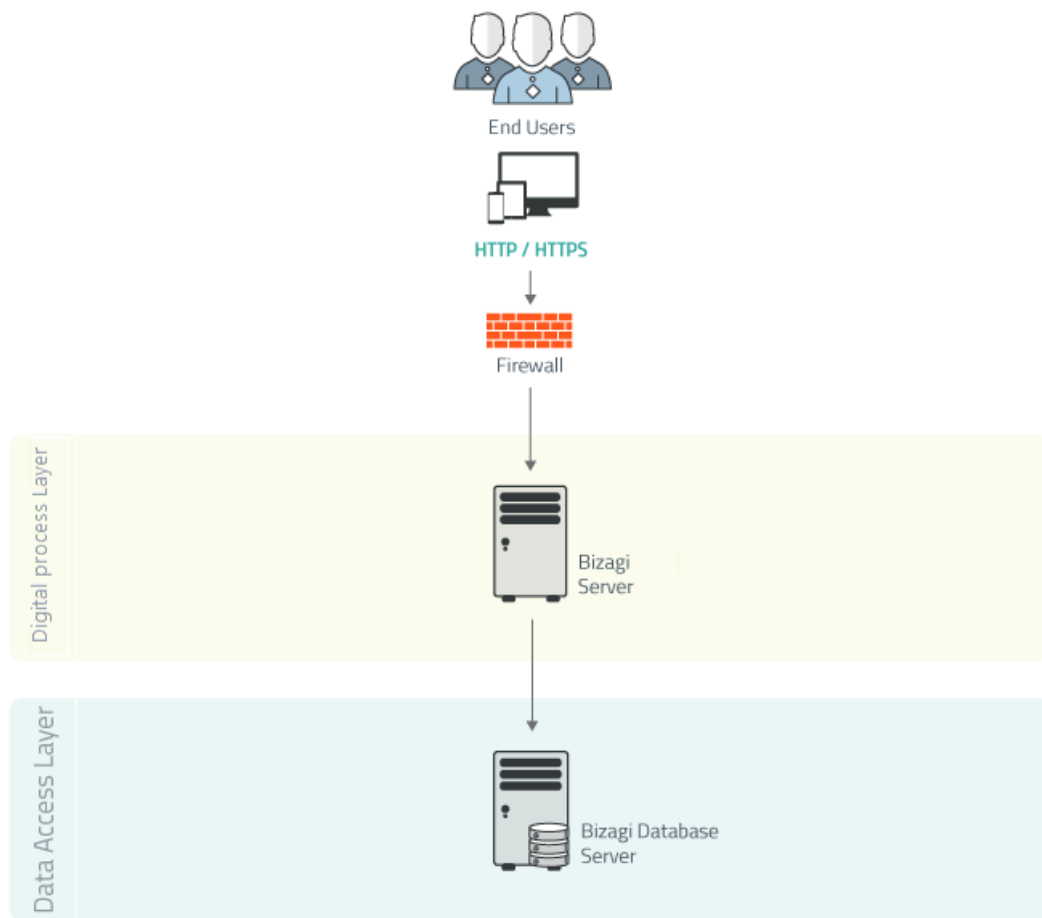 End Users
HTTP / HTTPS
Firewall
Digital process Layer
Bizagi
Server
Data Access Layer
Bizagi Database
Server